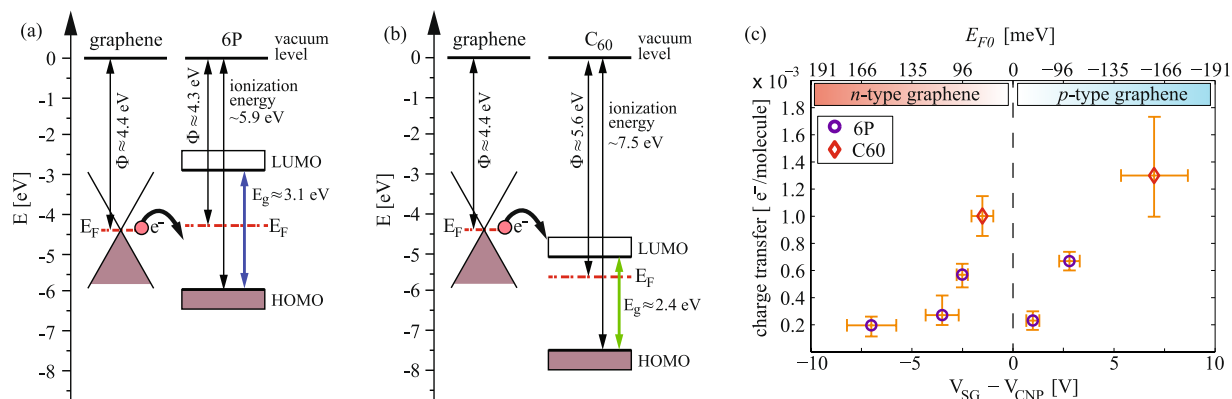 (a)
graphene
6P
vacuum
level
0
-1
-2
-3
-4
-5
-6
-7
-8
E [eV]
Φ≈4.4 eV
Φ≈4.3 eV
ionization
energy
~5.9 eV
LUMO
E_g≈3.1 eV
E_F
e⁻
E_F
HOMO
(b)
graphene
C₆₀
vacuum
level
0
-1
-2
-3
-4
-5
-6
-7
-8
E [eV]
Φ≈4.4 eV
Φ≈5.6 eV
ionization
energy
~7.5 eV
LUMO
E_F
e⁻
E_F
E_g≈2.4 eV
HOMO
(c)
E_F0 [meV]
191 166 135 96 0 −96 −135 −166 −191
x 10⁻³
n-type graphene p-type graphene
6P
C60
1.8
1.6
1.4
1.2
1.0
0.8
0.6
0.4
0.2
charge transfer [ e⁻/molecule]
−10 −5 0 5 10
V_SG − V_CNP [V]